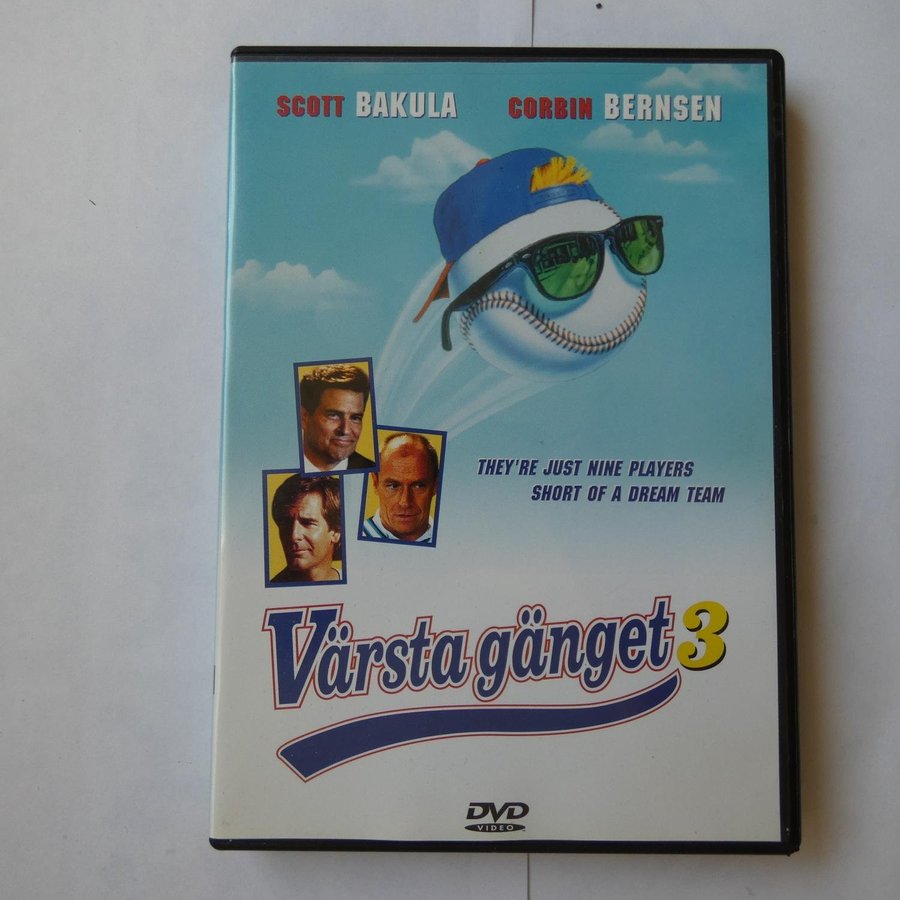 SCOTT BAKULA CORBIN BERNSEN
THEY'RE JUST NINE PLAYERS
SHORT OF A DREAM TEAM
Värsta gänget 3
DVD
VIDEO